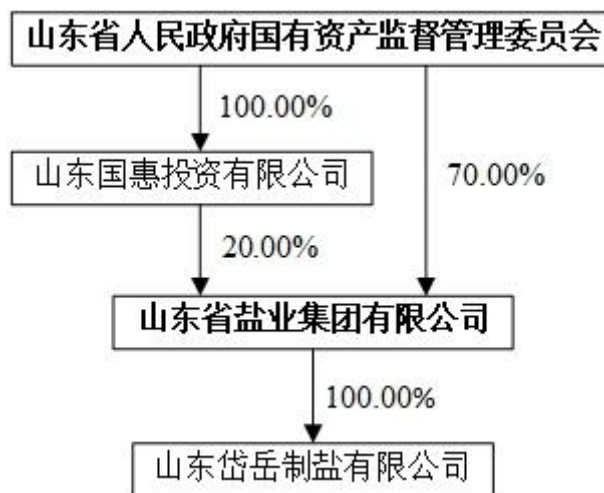 山东省人民政府国有资产监督管理委员会
100.00%
山东国惠投资有限公司
70.00%
20.00%
山东省盐业集团有限公司
100.00%
山东岱岳制盐有限公司